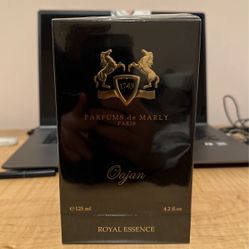 1743
PARFUMS de MARLY
PARIS
Oajan
℮ 125 ml 4.2 fl.oz
ROYAL ESSENCE